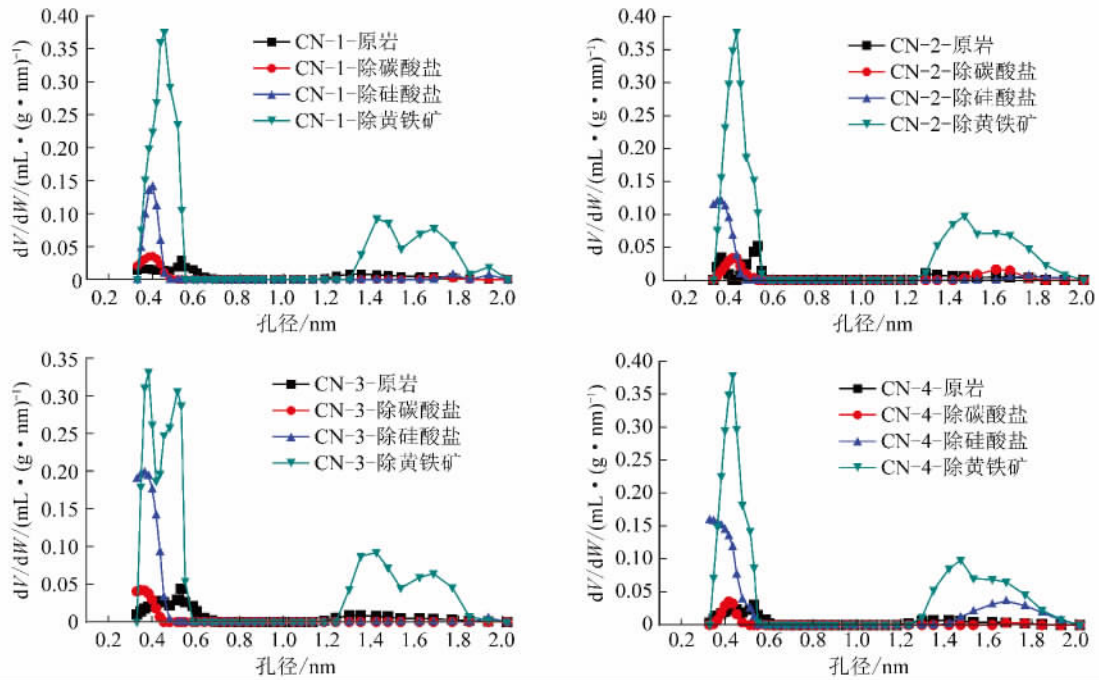 0.40
0.35
0.30
0.25
0.20
0.15
0.10
0.05
0
dV/dW/(mL·(g·nm)⁻¹)
CN-1-原岩
CN-1-除碳酸盐
CN-1-除硅酸盐
CN-1-除黄铁矿
0.2 0.4 0.6 0.8 1.0 1.2 1.4 1.6 1.8 2.0
孔径/nm
0.40
0.35
0.30
0.25
0.20
0.15
0.10
0.05
0
dV/dW/(mL·(g·nm)⁻¹)
CN-2-原岩
CN-2-除碳酸盐
CN-2-除硅酸盐
CN-2-除黄铁矿
0.2 0.4 0.6 0.8 1.0 1.2 1.4 1.6 1.8 2.0
孔径/nm
0.35
0.30
0.25
0.20
0.15
0.10
0.05
0
dV/dW/(mL·(g·nm)⁻¹)
CN-3-原岩
CN-3-除碳酸盐
CN-3-除硅酸盐
CN-3-除黄铁矿
0.2 0.4 0.6 0.8 1.0 1.2 1.4 1.6 1.8 2.0
孔径/nm
0.40
0.35
0.30
0.25
0.20
0.15
0.10
0.05
0
dV/dW/(mL·(g·nm)⁻¹)
CN-4-原岩
CN-4-除碳酸盐
CN-4-除硅酸盐
CN-4-除黄铁矿
0.2 0.4 0.6 0.8 1.0 1.2 1.4 1.6 1.8 2.0
孔径/nm